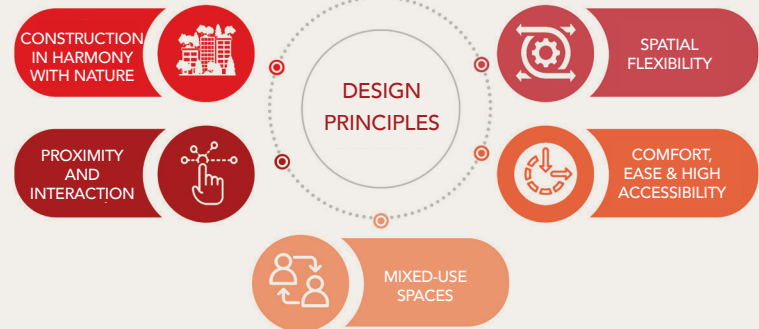 CONSTRUCTION
IN HARMONY
WITH NATURE
DESIGN
PRINCIPLES
SPATIAL
FLEXIBILITY
PROXIMITY
AND
INTERACTION
COMFORT,
EASE & HIGH
ACCESSIBILITY
MIXED-USE
SPACES